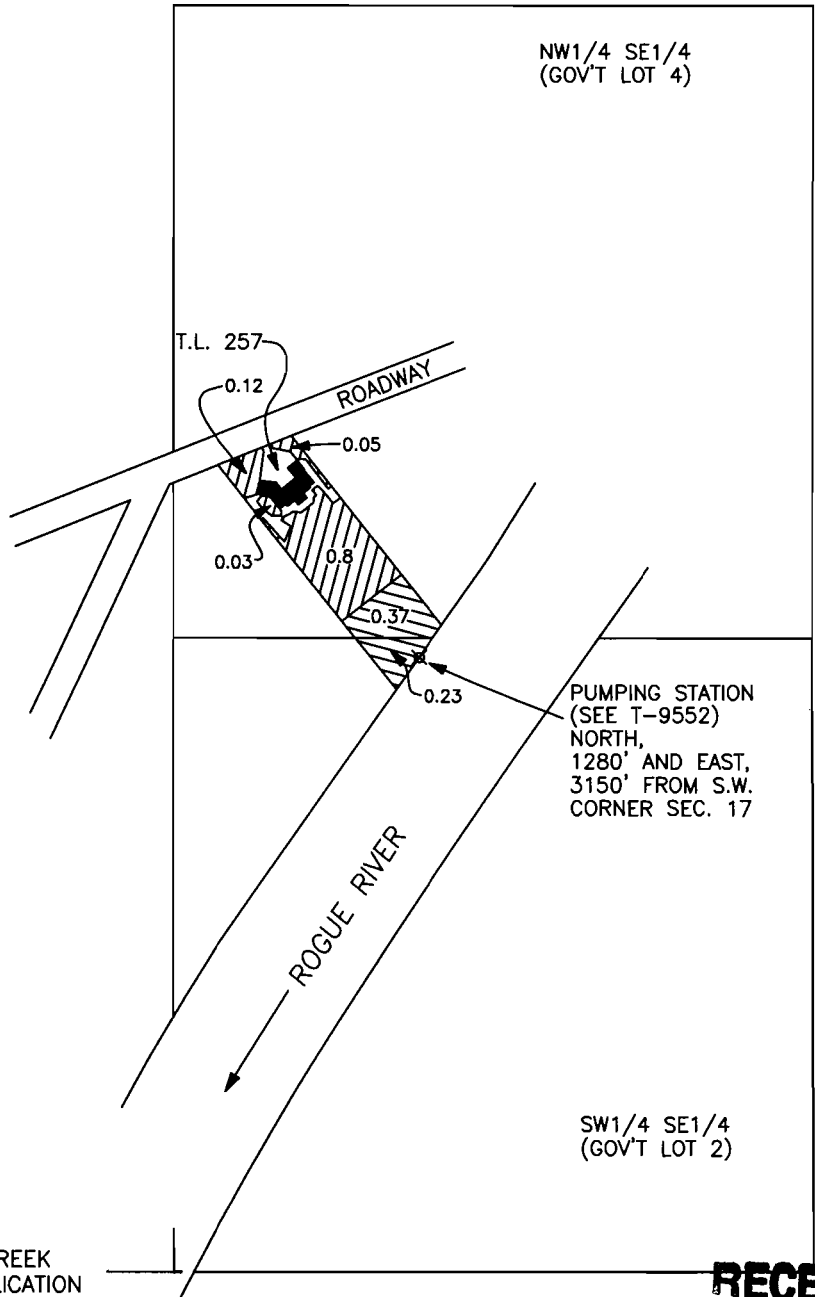 NW1/4 SE1/4
(GOV'T LOT 4)
T.L. 257
0.12
ROADWAY
0.05
0.03
0.8
0.37
0.23
PUMPING STATION
(SEE T-9552)
NORTH,
1280' AND EAST,
3150' FROM S.W.
CORNER SEC. 17
ROGUE RIVER
SW1/4 SE1/4
(GOV'T LOT 2)
REEK
LICATION
RECE